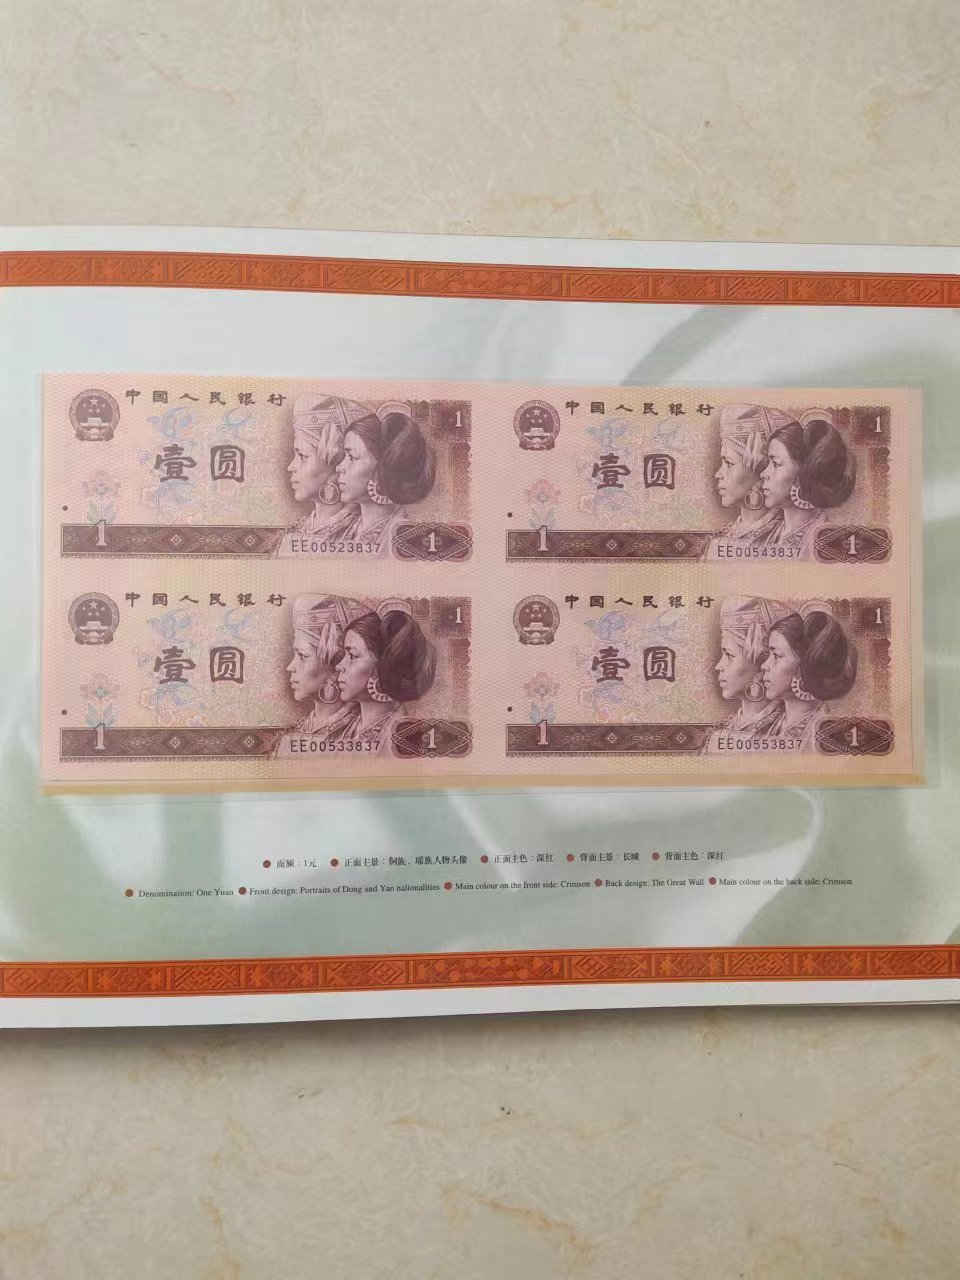 中国人民银行 1
壹圆
1 EE00523837 1
中国人民银行 1
壹圆
1 EE00543837 1
中国人民银行 1
壹圆
1 EE00533837 1
中国人民银行 1
壹圆
1 EE00553837 1
● 面额：1元 ● 正面主景：侗族、瑶族人物头像 ● 正面主色：深红 ● 背面主景：长城 ● 背面主色：深红
● Denomination: One Yuan ● Front design: Portraits of Dong and Yao nalionalities ● Main colour on the front side: Crimson ● Back design: The Great Wall ● Main colour on the back side: Crimson